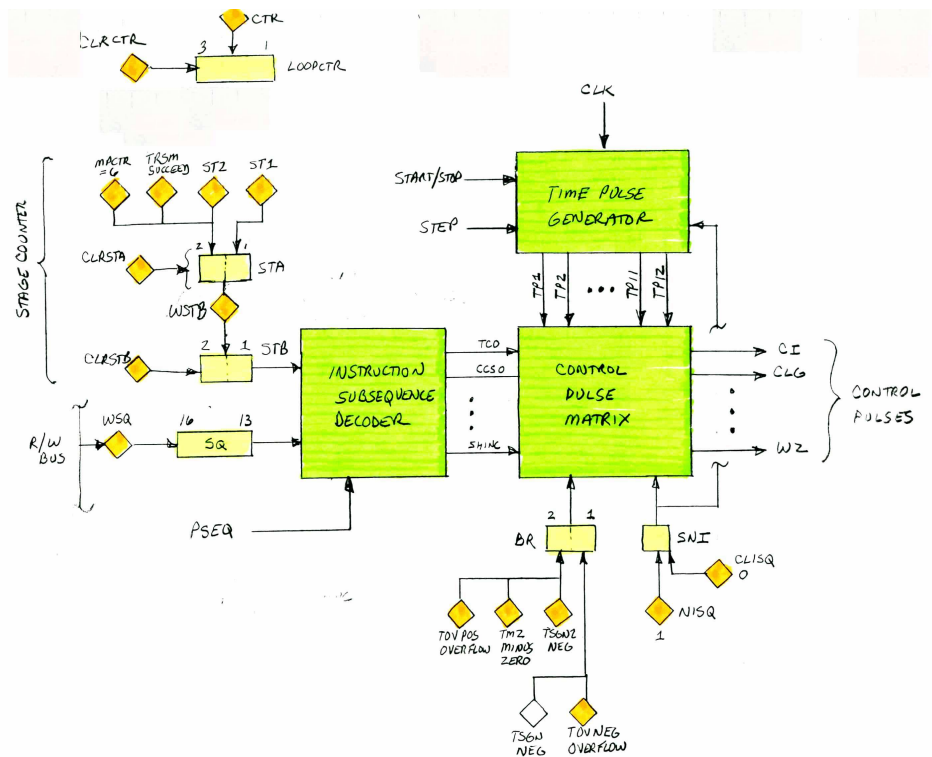 CTR
CLRCTR
3 1
LOOPCTR
CLK
MPCTR
=6
TRSM
SUCCEED
ST2
ST1
START/STOP
STEP
TIME PULSE
GENERATOR
STAGE COUNTER
CLRSTA
2 1
STA
WSTB
TP1
TP2
...
TP11
TP12
CLRSTB
2 1
STB
INSTRUCTION
SUBSEQUENCE
DECODER
TCO
CCSO
SHINC
CONTROL
PULSE
MATRIX
CI
CLG
WZ
CONTROL
PULSES
R/W
BUS
WSQ
16 13
SQ
PSEQ
BR
2 1
SNI
CLISQ
0
NISQ
1
TOV POS
OVERFLOW
TMZ
MINUS
ZERO
TSGN2
NEG
TSGN
NEG
TOV NEG
OVERFLOW